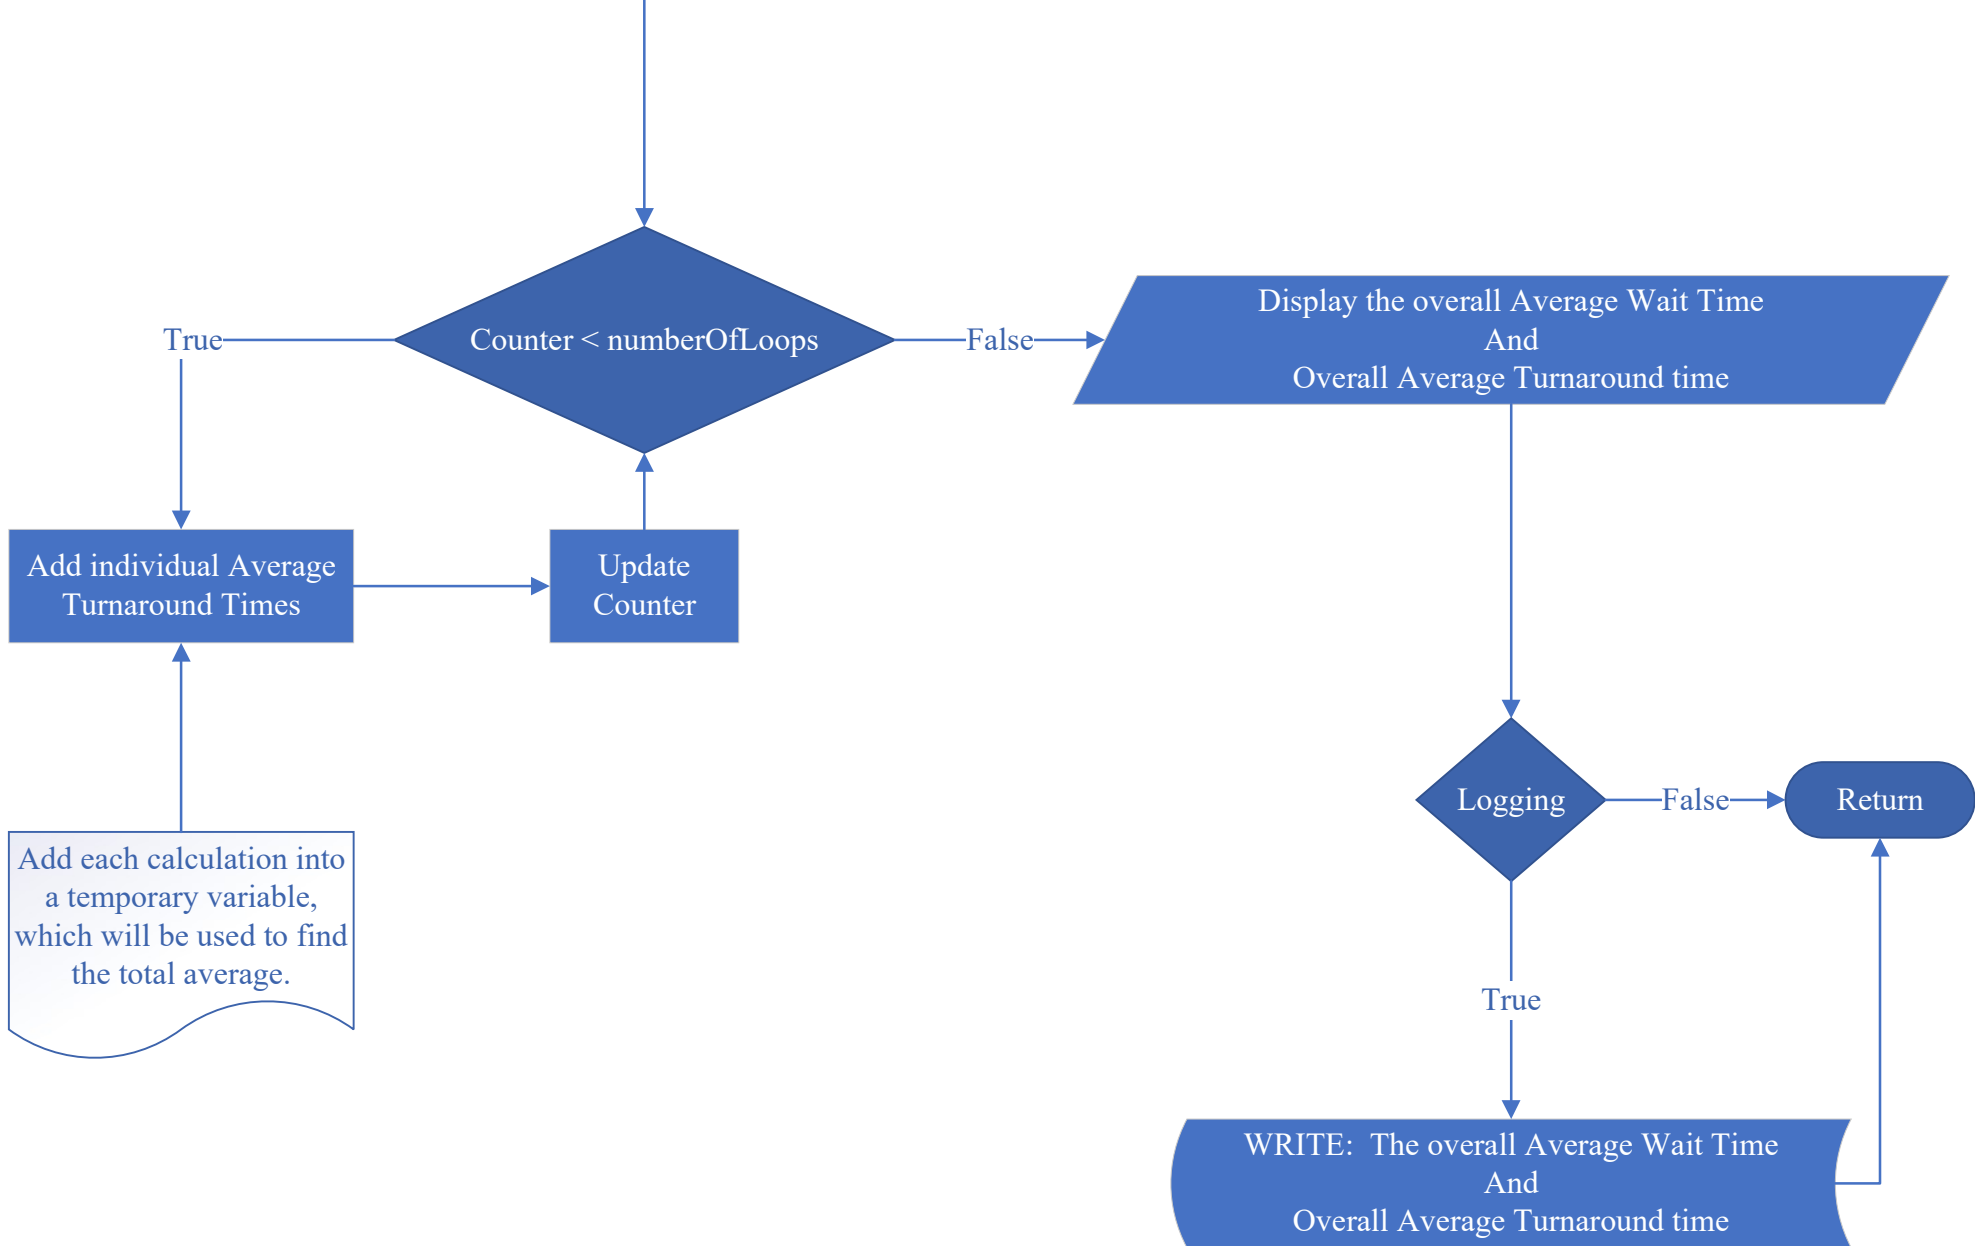 True
Counter < numberOfLoops
False
Display the overall Average Wait Time
And
Overall Average Turnaround time
Add individual Average
Turnaround Times
Update
Counter
Logging
False
Return
Add each calculation into
a temporary variable,
which will be used to find
the total average.
True
WRITE:  The overall Average Wait Time
And
Overall Average Turnaround time